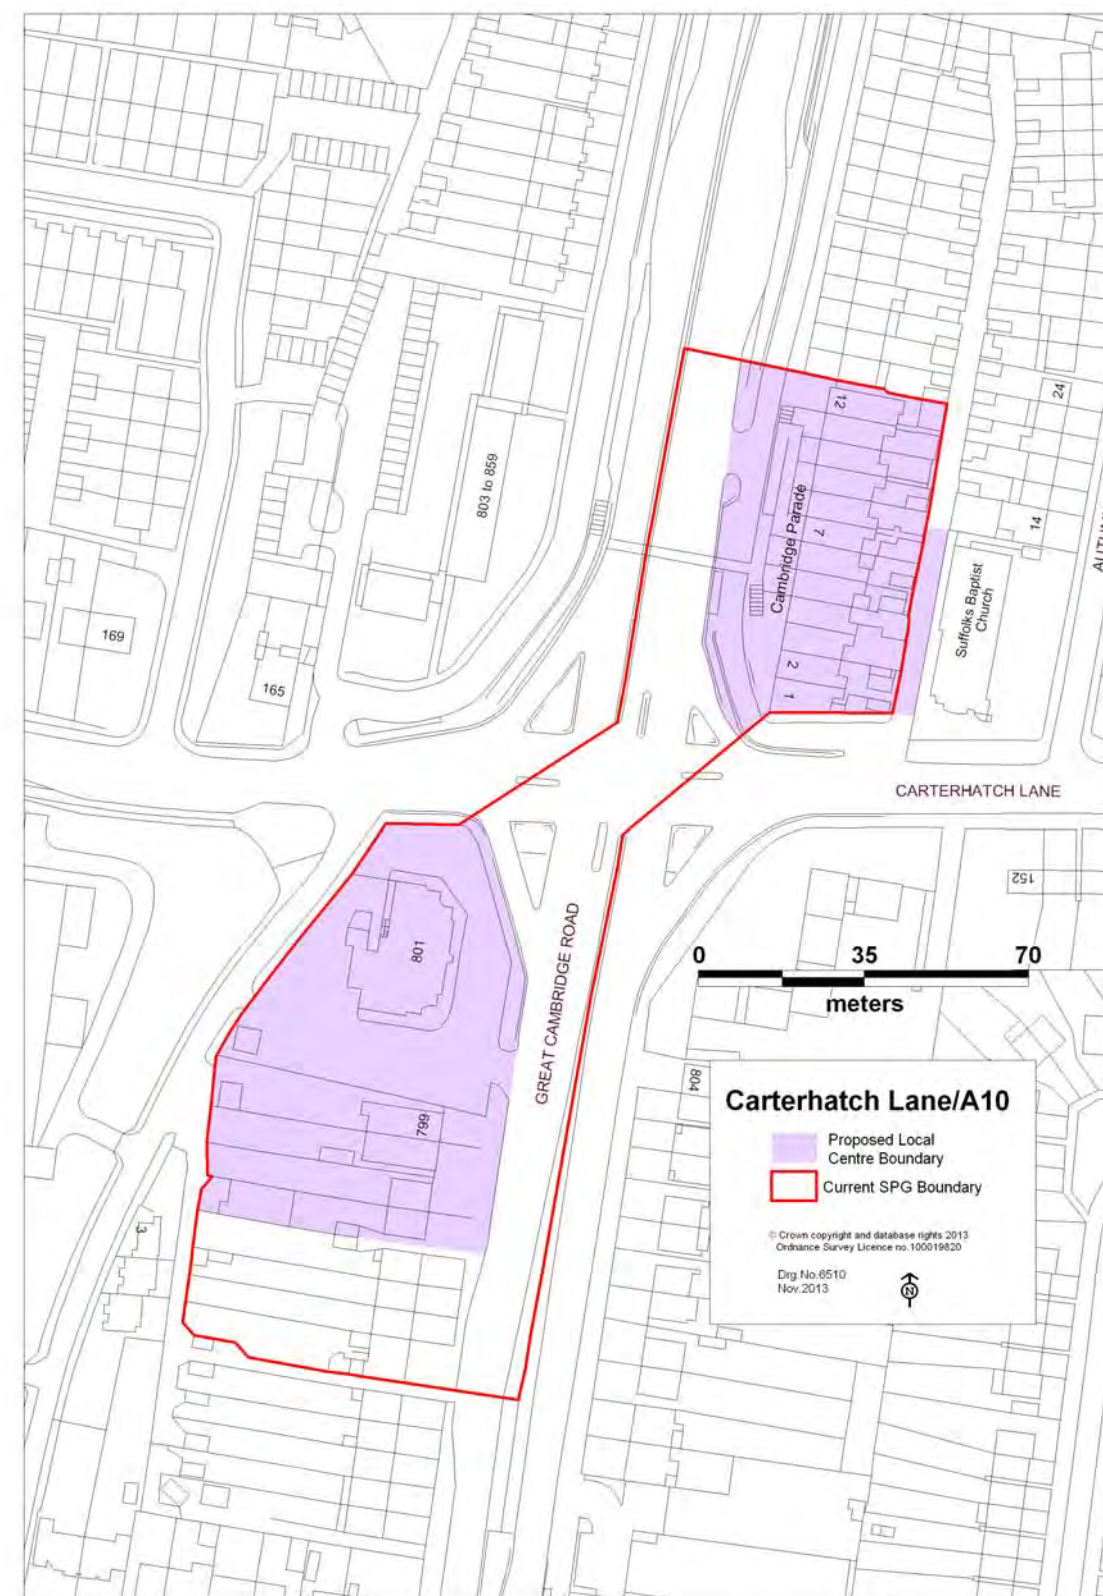 12
24
803 to 859
Cambridge Parade
7
14
AUTUM
Suffolks Baptist
Church
169
165
2
1
CARTERHATCH LANE
152
801
GREAT CAMBRIDGE ROAD
0 35 70
meters
804
799
3
Carterhatch Lane/A10
Proposed Local
Centre Boundary
Current SPG Boundary
© Crown copyright and database rights 2013
Ordnance Survey Licence no.100019820
Drg.No.6510
Nov.2013
N